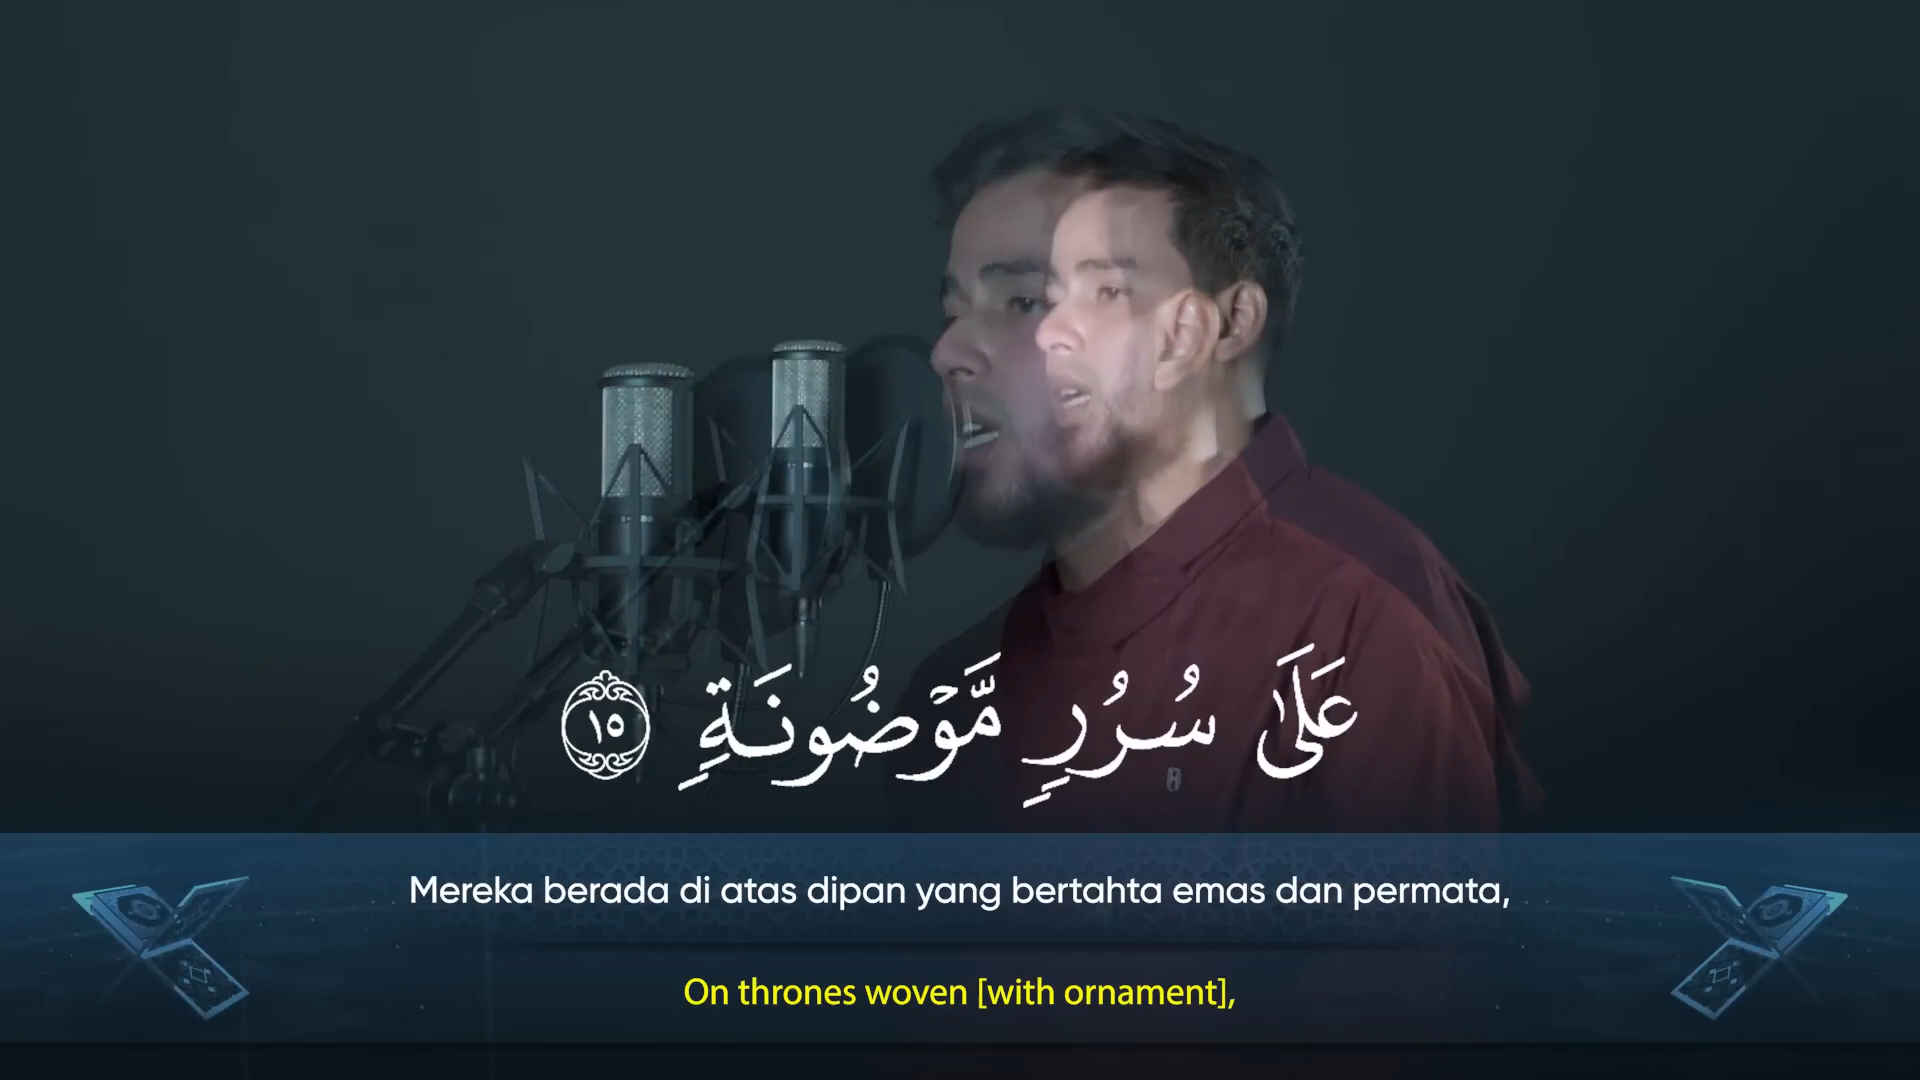 عَلَىٰ سُرُرٍ مَّوْضُونَةٍ ١٥
Mereka berada di atas dipan yang bertahta emas dan permata,
On thrones woven [with ornament],